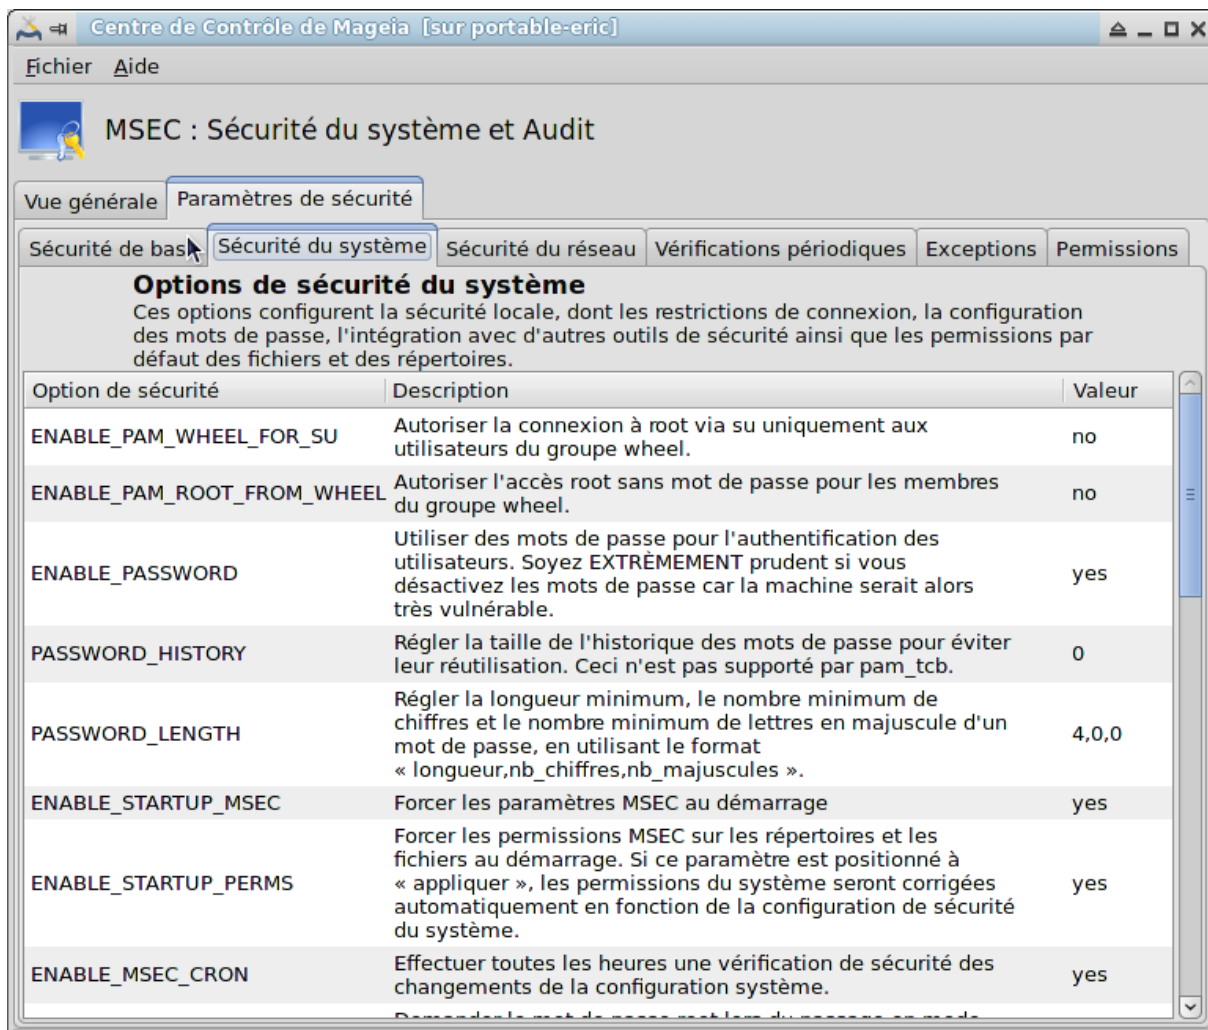 Centre de Contrôle de Mageia [sur portable-eric]
Fichier Aide
MSEC : Sécurité du système et Audit
Vue générale Paramètres de sécurité
Sécurité de bas Sécurité du système Sécurité du réseau Vérifications périodiques Exceptions Permissions
Options de sécurité du système
Ces options configurent la sécurité locale, dont les restrictions de connexion, la configuration
des mots de passe, l'intégration avec d'autres outils de sécurité ainsi que les permissions par
défaut des fichiers et des répertoires.
Option de sécurité Description Valeur
ENABLE_PAM_WHEEL_FOR_SU Autoriser la connexion à root via su uniquement aux
utilisateurs du groupe wheel. no
ENABLE_PAM_ROOT_FROM_WHEEL Autoriser l'accès root sans mot de passe pour les membres
du groupe wheel. no
Utiliser des mots de passe pour l'authentification des
utilisateurs. Soyez EXTRÈMEMENT prudent si vous
ENABLE_PASSWORD désactivez les mots de passe car la machine serait alors yes
très vulnérable.
PASSWORD_HISTORY Régler la taille de l'historique des mots de passe pour éviter
leur réutilisation. Ceci n'est pas supporté par pam_tcb. 0
Régler la longueur minimum, le nombre minimum de
chiffres et le nombre minimum de lettres en majuscule d'un
PASSWORD_LENGTH mot de passe, en utilisant le format 4,0,0
« longueur,nb_chiffres,nb_majuscules ».
ENABLE_STARTUP_MSEC Forcer les paramètres MSEC au démarrage yes
Forcer les permissions MSEC sur les répertoires et les
fichiers au démarrage. Si ce paramètre est positionné à
ENABLE_STARTUP_PERMS « appliquer », les permissions du système seront corrigées yes
automatiquement en fonction de la configuration de sécurité
du système.
ENABLE_MSEC_CRON Effectuer toutes les heures une vérification de sécurité des
changements de la configuration système. yes